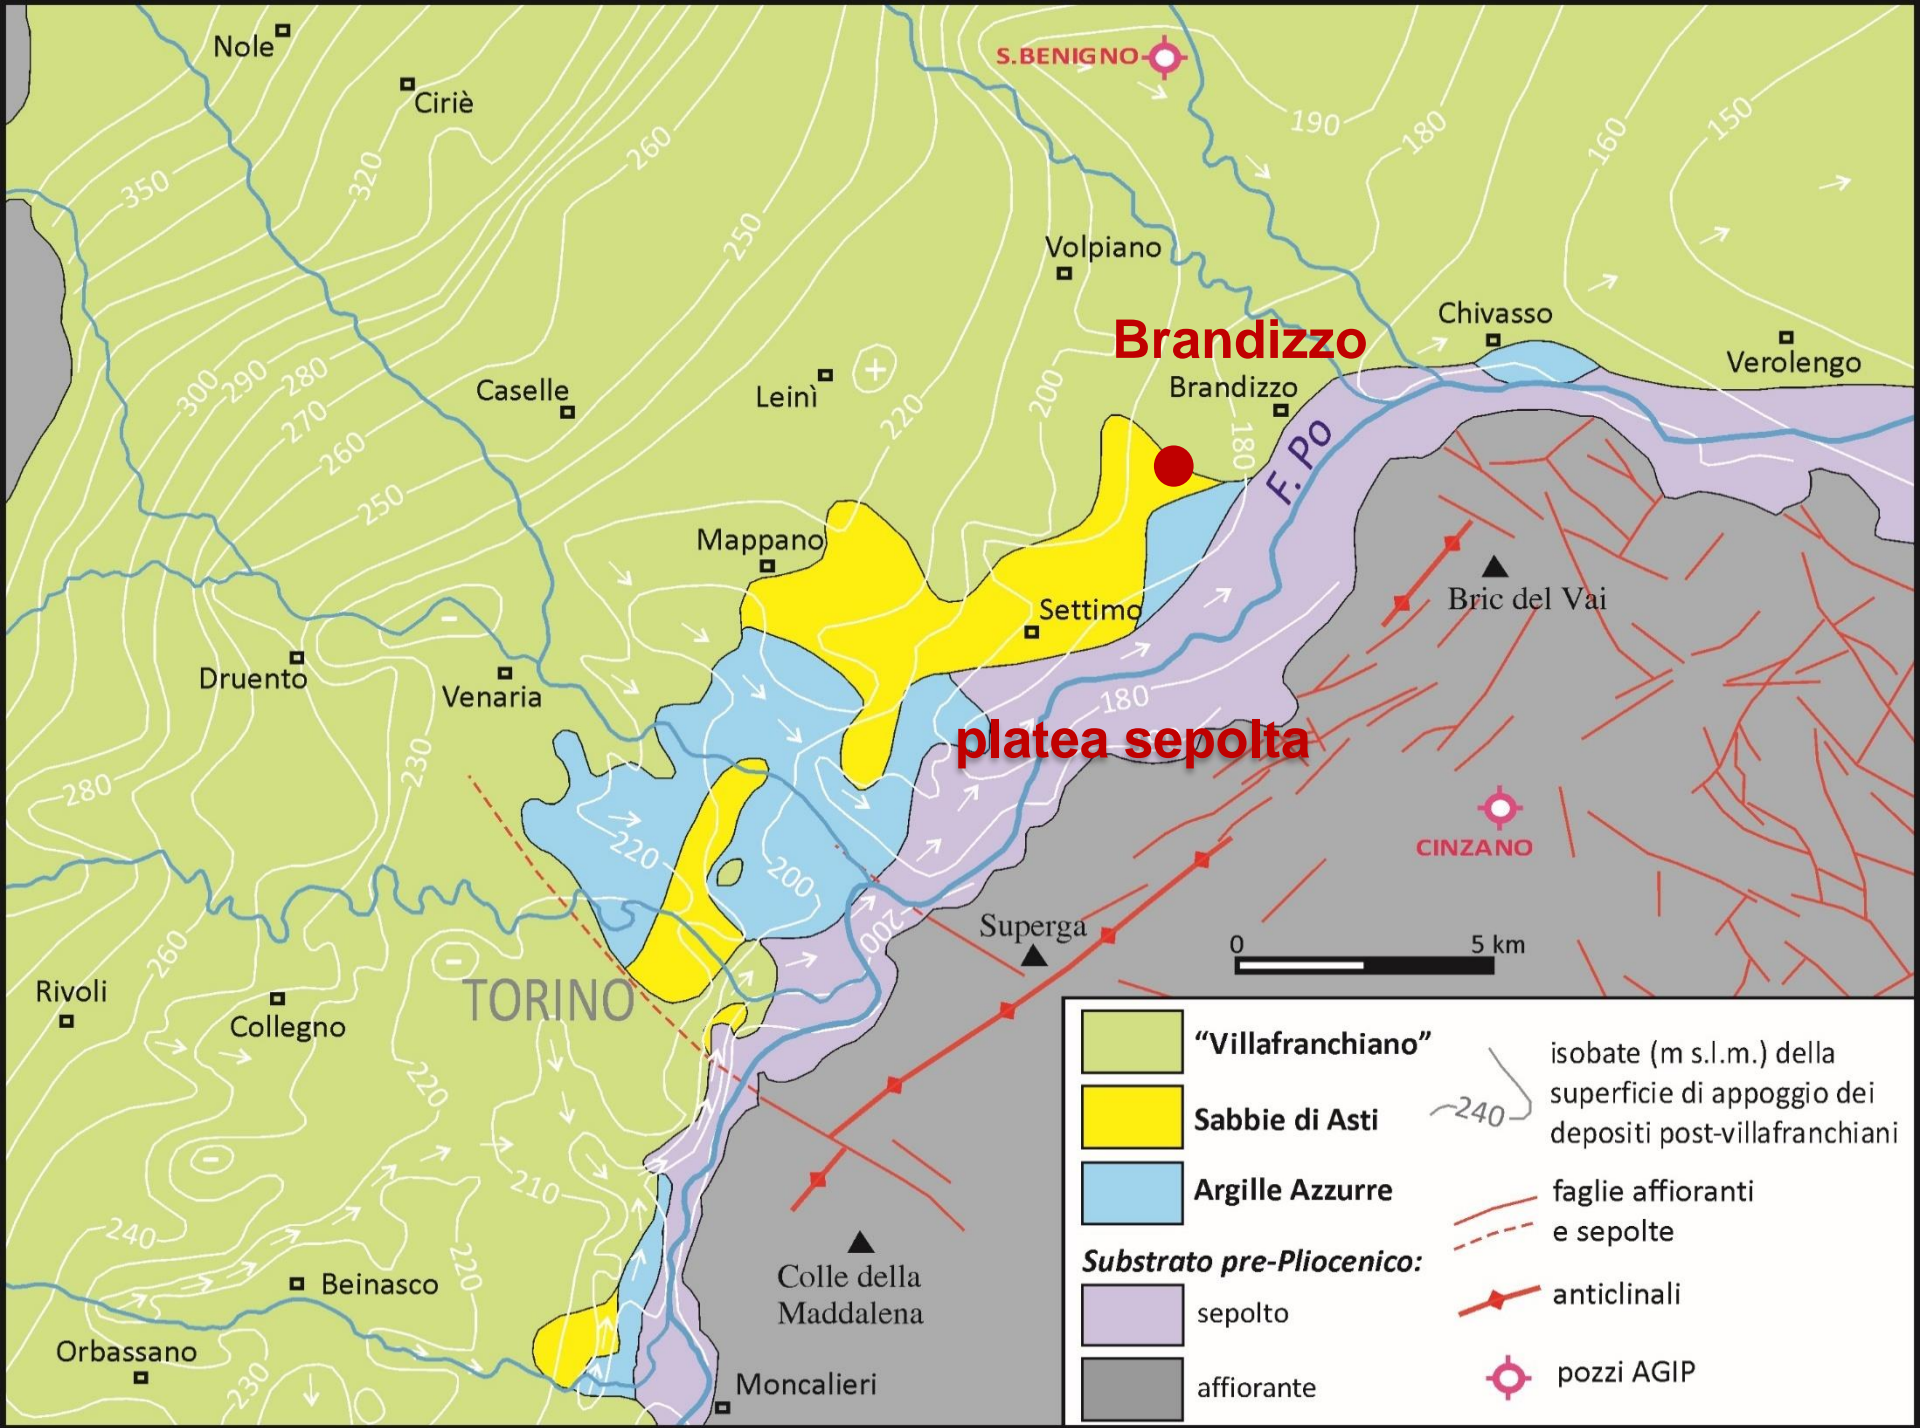 Nole
Ciriè
S.BENIGNO
350
320
260
250
190
180
160
150
Volpiano
Brandizzo
Brandizzo
Chivasso
Verolengo
Caselle
Leinì
+
300
290
280
270
260
250
220
200
180
F. Po
Mappano
Settimo
Bric del Vai
Druento
Venaria
-
180
platea sepolta
280
230
220
200
200
CINZANO
Superga
0
5 km
260
-
TORINO
Rivoli
Collegno
220
-
210
240
220
Beinasco
Colle della
Maddalena
Orbassano
230
Moncalieri
“Villafranchiano”
Sabbie di Asti
Argille Azzurre
Substrato pre-Pliocenico:
sepolto
affiorante
240
isobate (m s.l.m.) della
superficie di appoggio dei
depositi post-villafranchiani
faglie affioranti
e sepolte
anticlinali
pozzi AGIP